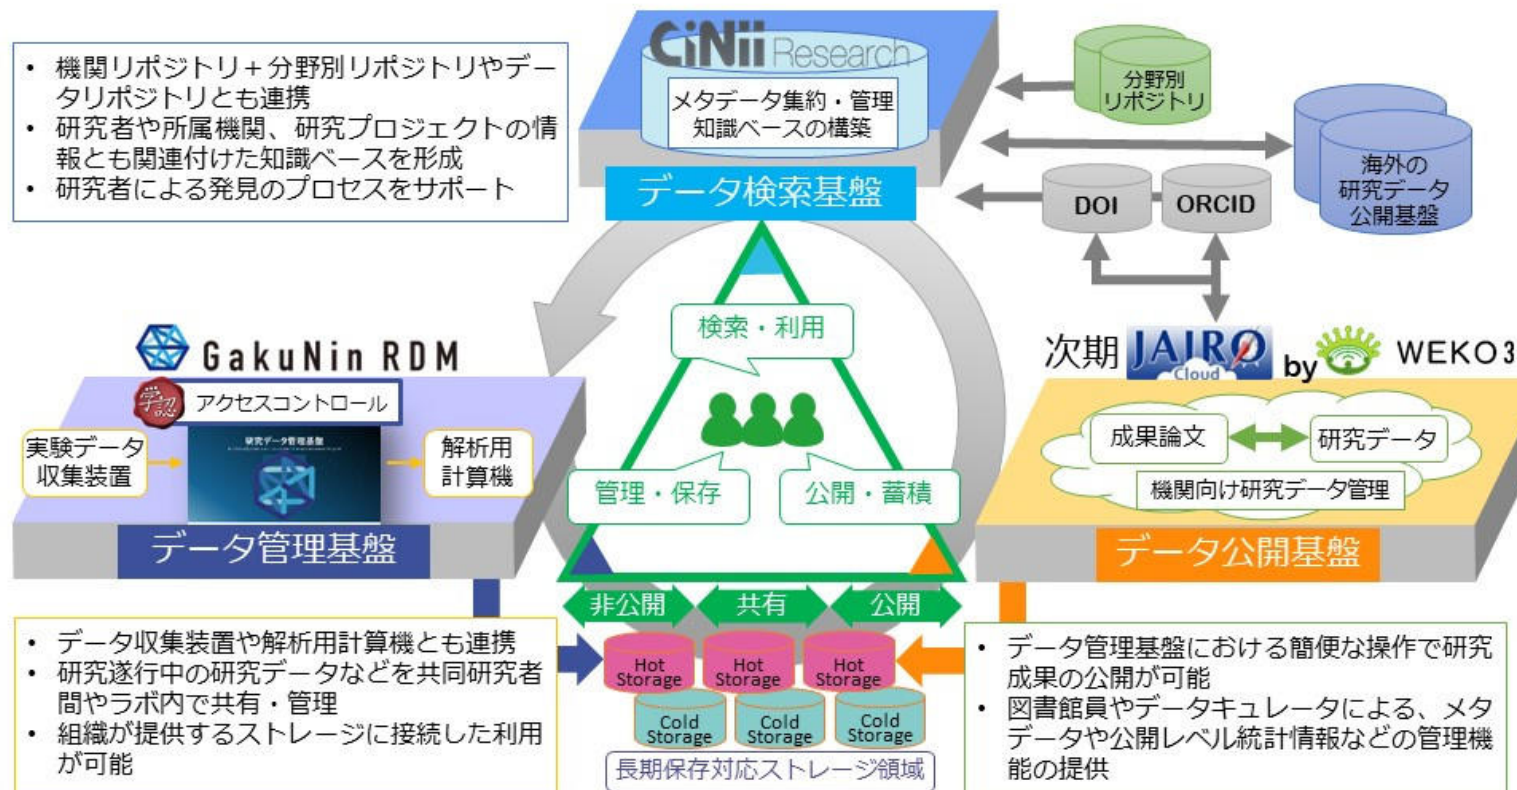 CiNii Research
メタデータ集約・管理
知識ベースの構築
データ検索基盤
• 機関リポジトリ+分野別リポジトリやデー
タリポジトリとも連携
• 研究者や所属機関、研究プロジェクトの情
報とも関連付けた知識ベースを形成
• 研究者による発見のプロセスをサポート
分野別
リポジトリ
海外の
研究データ
公開基盤
DOI
ORCID
検索・利用
管理・保存
公開・蓄積
GakuNin RDM
学認
アクセスコントロール
実験データ
収集装置
研究データ管理基盤
解析用
計算機
データ管理基盤
次期 JAIRO Cloud by WEKO3
成果論文
研究データ
機関向け研究データ管理
データ公開基盤
非公開
共有
公開
Hot
Storage
Hot
Storage
Hot
Storage
Cold
Storage
Cold
Storage
Cold
Storage
長期保存対応ストレージ領域
• データ収集装置や解析用計算機とも連携
• 研究遂行中の研究データなどを共同研究者
間やラボ内で共有・管理
• 組織が提供するストレージに接続した利用
が可能
• データ管理基盤における簡便な操作で研究
成果の公開が可能
• 図書館員やデータキュレータによる、メタ
データや公開レベル統計情報などの管理機
能の提供